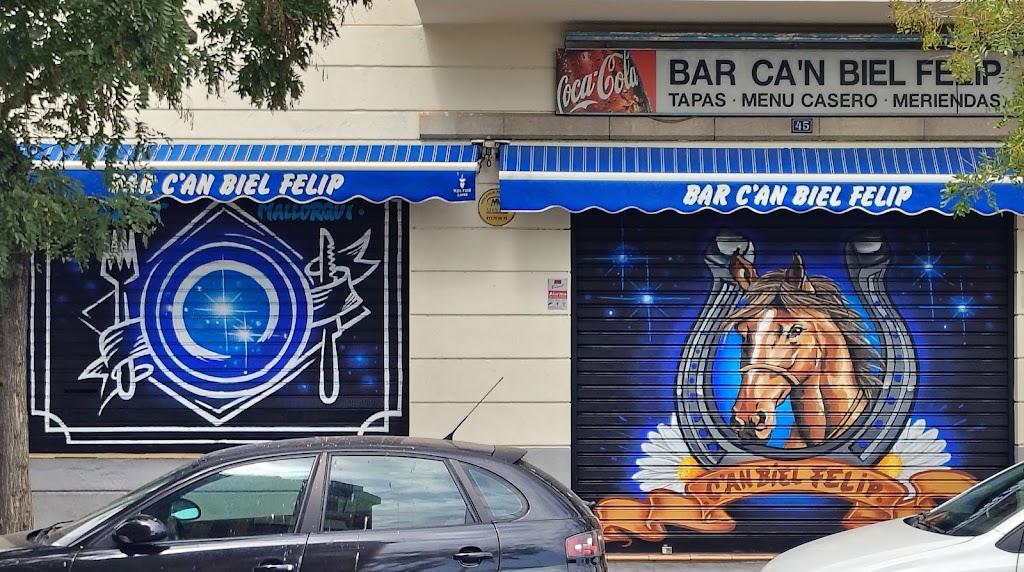 Coca-Cola
BAR CA'N BIEL FELIP
TAPAS · MENU CASERO · MERIENDAS
45
BAR C'AN BIEL FELIP
BAR C'AN BIEL FELIP
MALLORQUI
C'AN BIEL FELIP